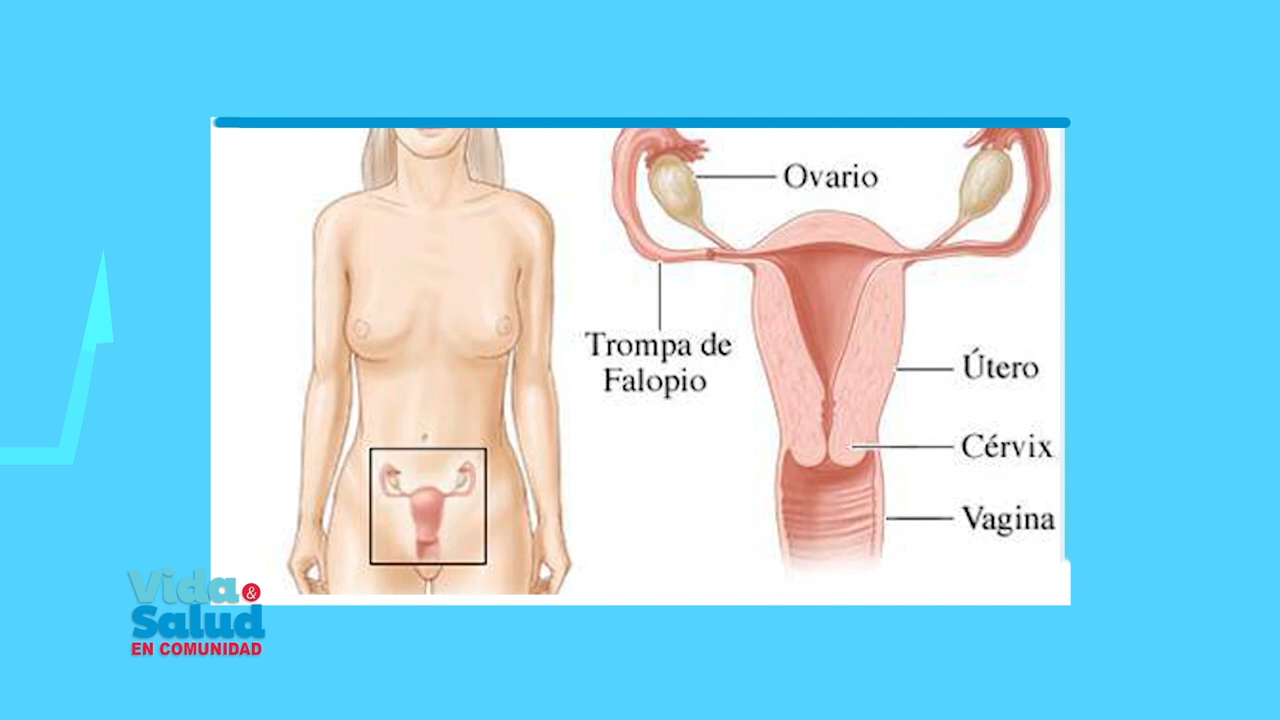 Ovario
Trompa de
Falopio
Útero
Cérvix
Vagina
Vida &
Salud
EN COMUNIDAD